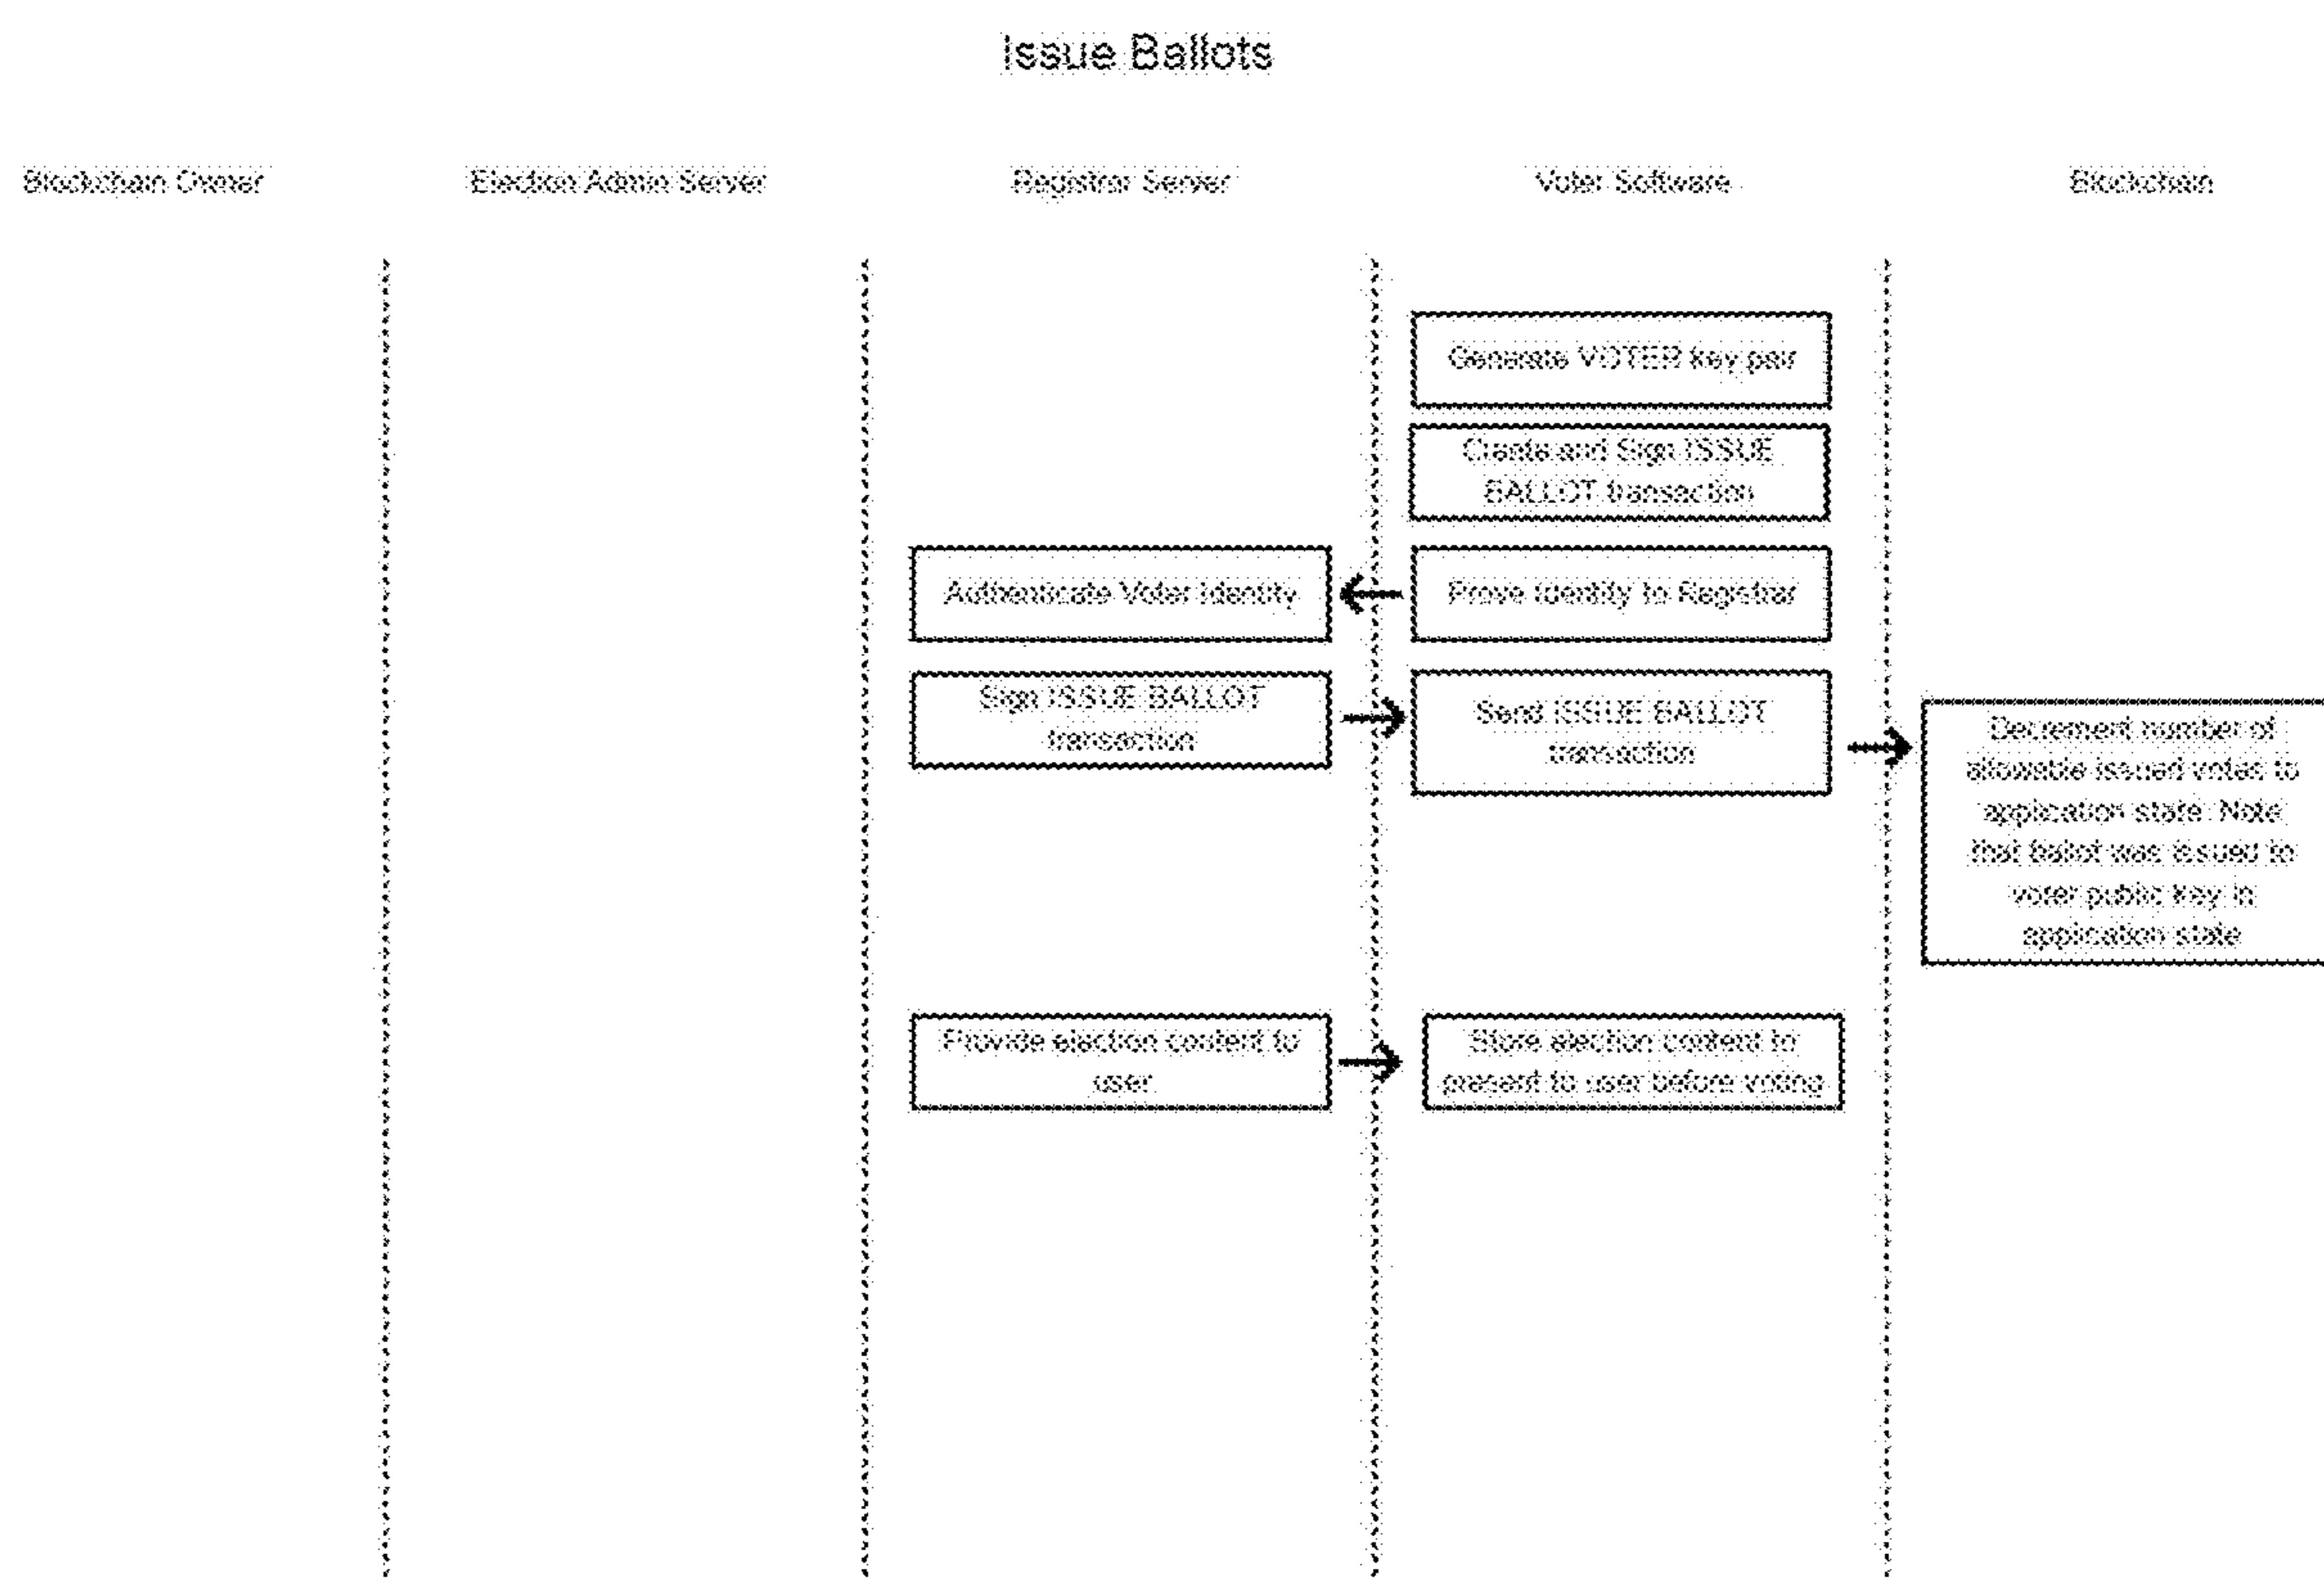 Issue Ballots
Blockchain Owner
Election Admin Server
Registrar Server
Voter Software
Blockchain
Generate VOTER key pair
Create and Sign ISSUE
BALLOT transaction
Authenticate Voter Identity
Prove Identity to Registrar
Sign ISSUE BALLOT
transaction
Send ISSUE BALLOT
transaction
Decrement number of
allowable issued votes to
application state. Note
that ballot was issued to
voter public key in
application state
Provide election content to
user
Store election content to
present to user before voting